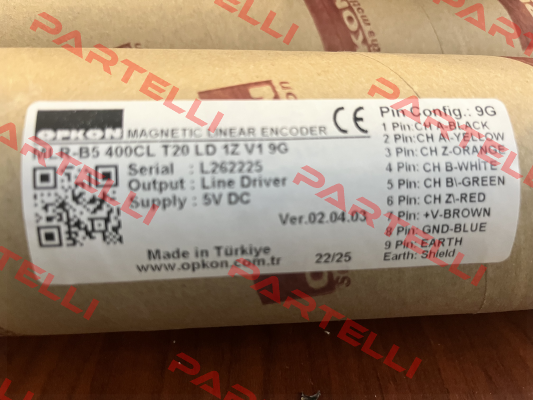 OPKON MAGNETIC LINEAR ENCODER CE
MLR-B5 400CL T20 LD 1Z V1 9G
Serial : L262225
Output : Line Driver
Supply : 5V DC
Ver.02.04.03
Made in Türkiye
www.opkon.com.tr
22/25
Pin Config.: 9G
1 Pin:CH A-BLACK
2 Pin: CH A\-YELLOW
3 Pin: CH Z-ORANGE
4 Pin: CH B-WHITE
5 Pin: CH B\-GREEN
6 Pin: CH Z\-RED
7 Pin: +V-BROWN
8 Pin: GND-BLUE
9 Pin: EARTH
Earth: Shield
PARTELLI
PARTELLI
PARTELLI
PARTELLI
PARTELLI